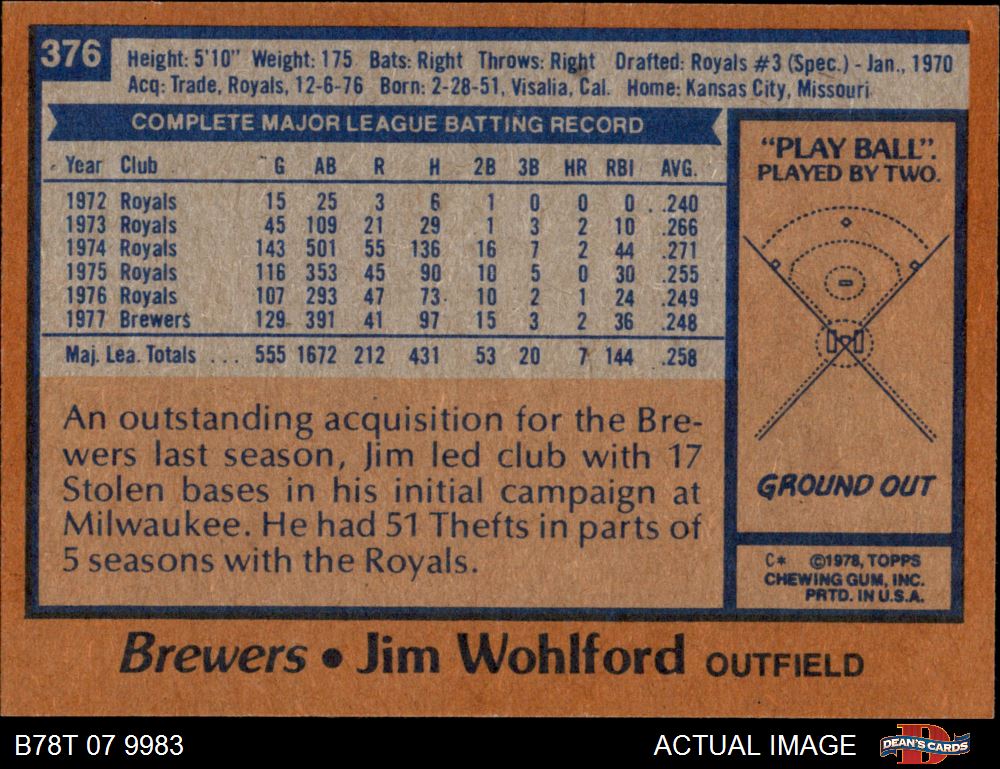 376
Height: 5'10" Weight: 175 Bats: Right Throws: Right Drafted: Royals #3 (Spec.) - Jan., 1970
Acq: Trade, Royals, 12-6-76 Born: 2-28-51, Visalia, Cal. Home: Kansas City, Missouri
COMPLETE MAJOR LEAGUE BATTING RECORD
Year Club G AB R H 2B 3B HR RBI AVG.
1972 Royals 15 25 3 6 1 0 0 0 .240
1973 Royals 45 109 21 29 1 3 2 10 .266
1974 Royals 143 501 55 136 16 7 2 44 .271
1975 Royals 116 353 45 90 10 5 0 30 .255
1976 Royals 107 293 47 73 10 2 1 24 .249
1977 Brewers 129 391 41 97 15 3 2 36 .248
Maj. Lea. Totals ... 555 1672 212 431 53 20 7 144 .258
An outstanding acquisition for the Bre-
wers last season, Jim led club with 17
Stolen bases in his initial campaign at
Milwaukee. He had 51 Thefts in parts of
5 seasons with the Royals.
"PLAY BALL".
PLAYED BY TWO.
GROUND OUT
C* ©1978, TOPPS
CHEWING GUM, INC.
PRTD. IN U.S.A.
Brewers • Jim Wohlford OUTFIELD
B78T 07 9983 ACTUAL IMAGE DEAN'S CARDS